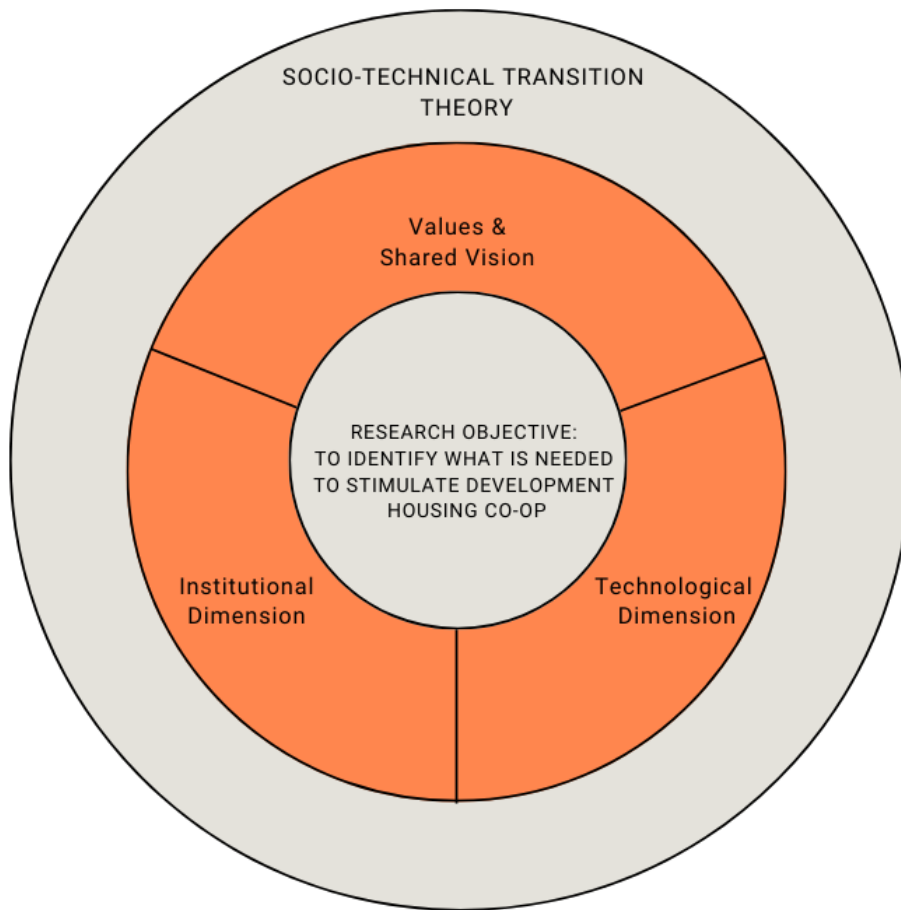 SOCIO-TECHNICAL TRANSITION
THEORY
Values &
Shared Vision
RESEARCH OBJECTIVE:
TO IDENTIFY WHAT IS NEEDED
TO STIMULATE DEVELOPMENT
HOUSING CO-OP
Institutional
Dimension
Technological
Dimension